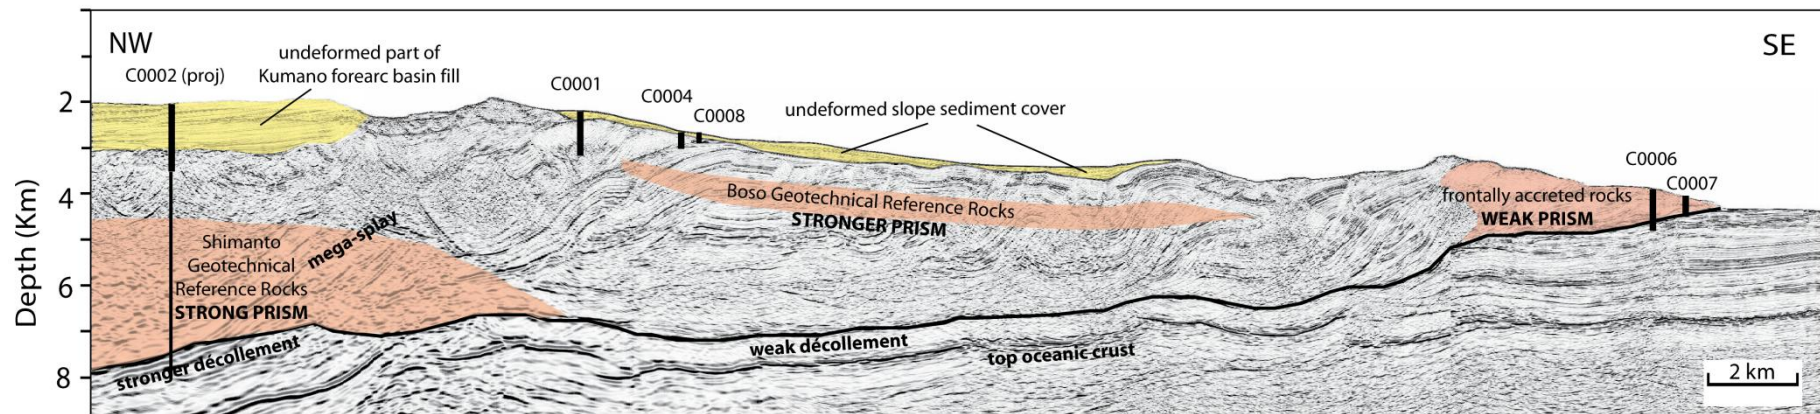 NW
SE
undeformed part of
Kumano forearc basin fill
C0002 (proj)
C0001
C0004
C0008
undeformed slope sediment cover
C0006
C0007
2
4
6
8
Depth (Km)
Boso Geotechnical Reference Rocks
STRONGER PRISM
frontally accreted rocks
WEAK PRISM
mega-splay
Shimanto
Geotechnical
Reference Rocks
STRONG PRISM
stronger décollement
weak décollement
top oceanic crust
2 km